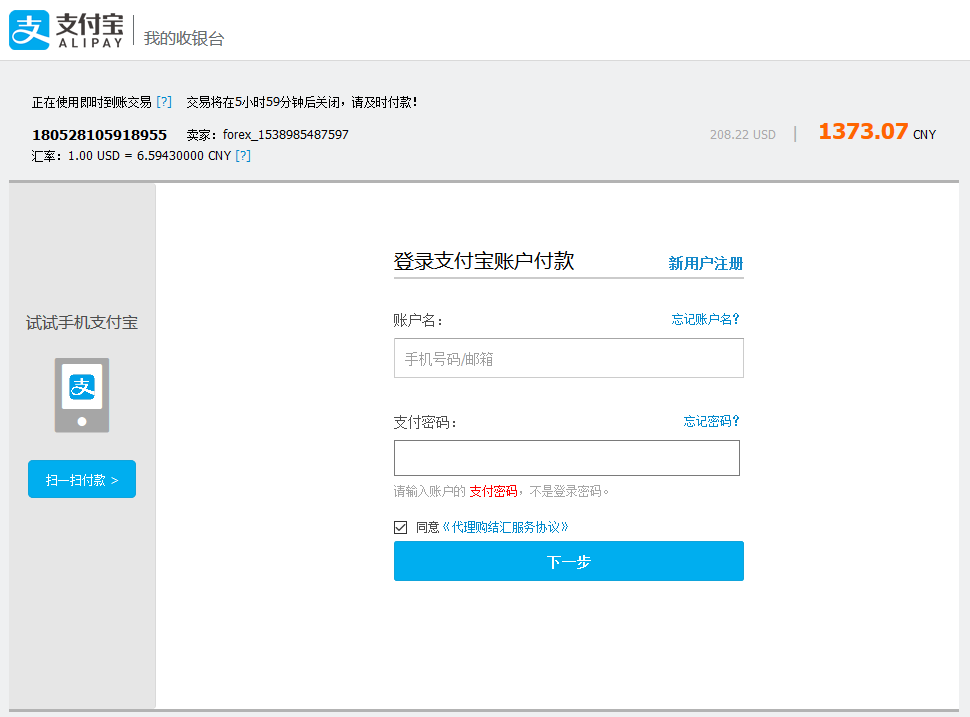 支付宝
ALIPAY
我的收银台
正在使用即时到账交易 [?] 交易将在5小时59分钟后关闭，请及时付款！
180528105918955 卖家：forex_1538985487597
208.22 USD | 1373.07 CNY
汇率：1.00 USD = 6.59430000 CNY [?]
登录支付宝账户付款 新用户注册
试试手机支付宝
账户名： 忘记账户名？
手机号码/邮箱
支
支付密码： 忘记密码？
扫一扫付款 >
请输入账户的 支付密码，不是登录密码。
同意《代理购结汇服务协议》
下一步